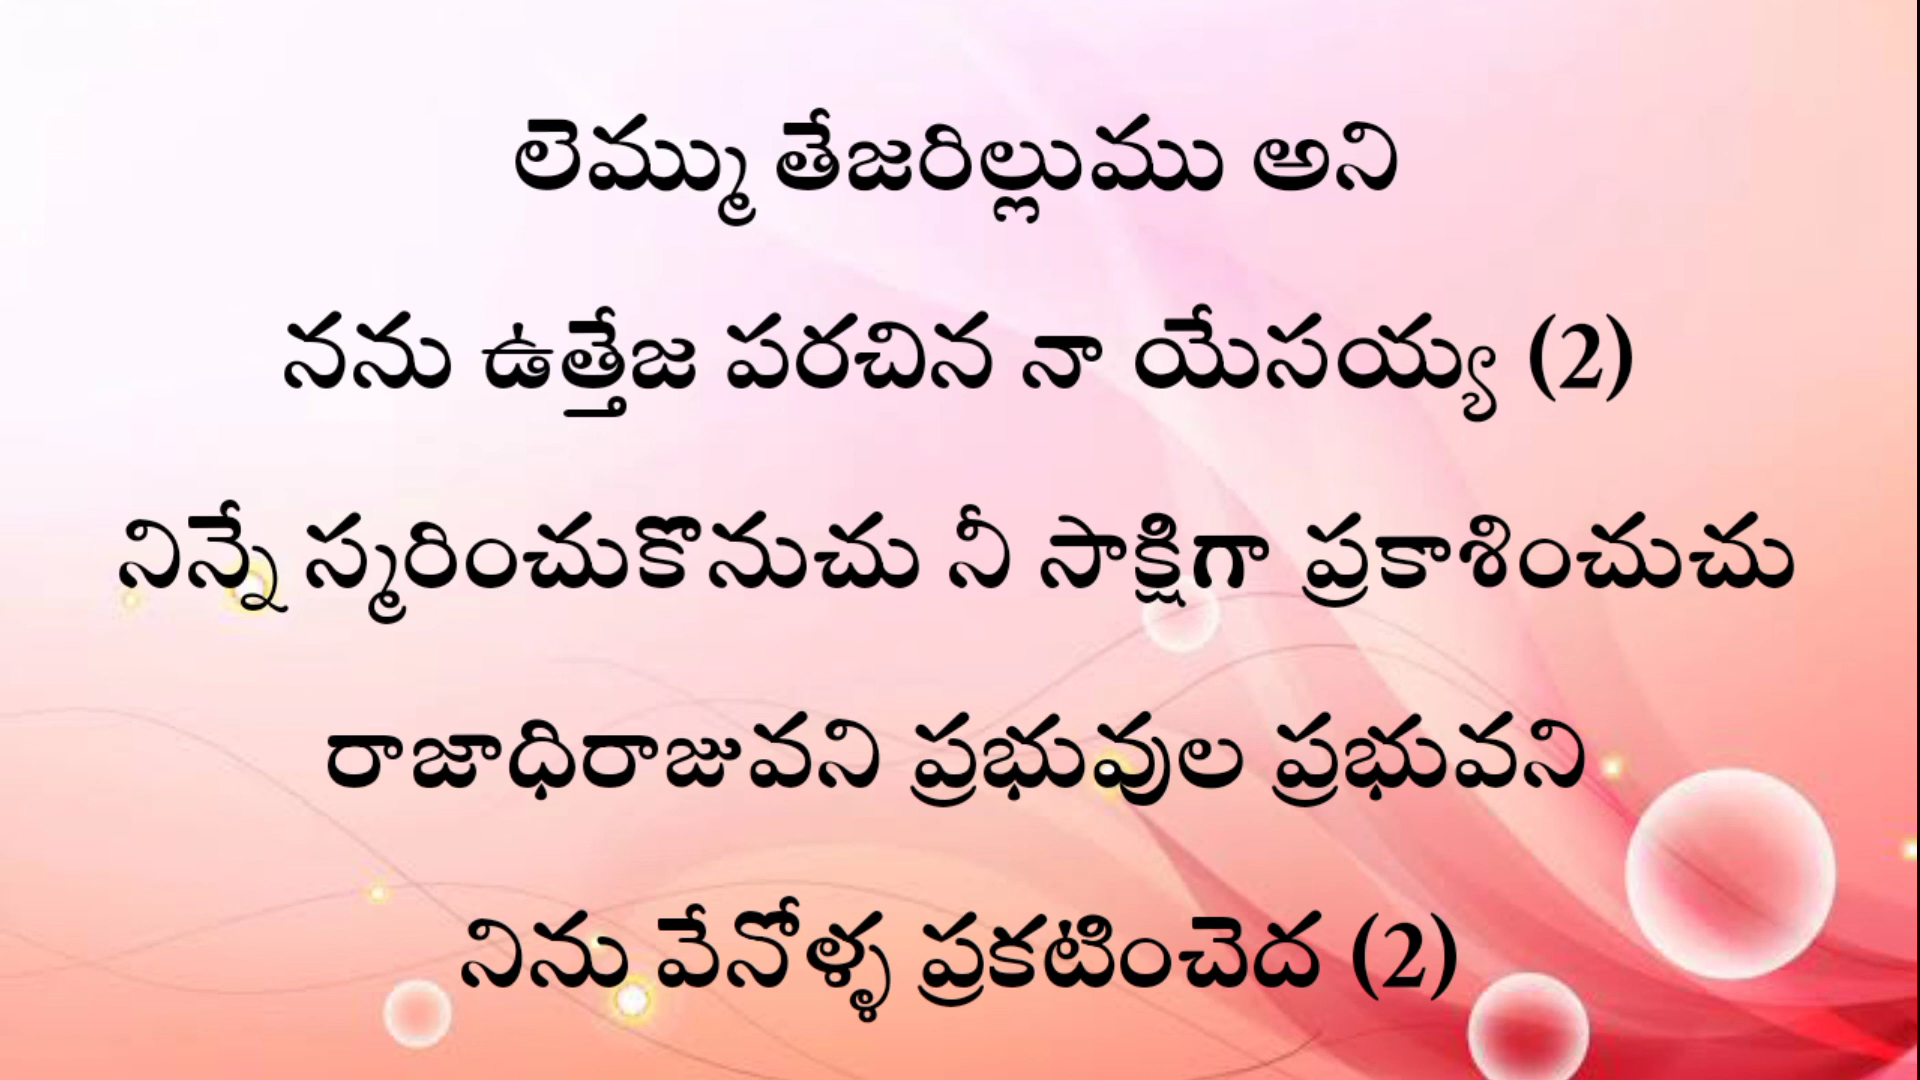 లెమ్ము తేజరిల్లుము అని
నను ఉత్తేజ పరచిన నా యేసయ్య (2)
నిన్నే స్మరించుకొనుచు నీ సాక్షిగా ప్రకాశించుచు
రాజాధిరాజువని ప్రభువుల ప్రభువని
నిను వేనోళ్ళ ప్రకటించెద (2)